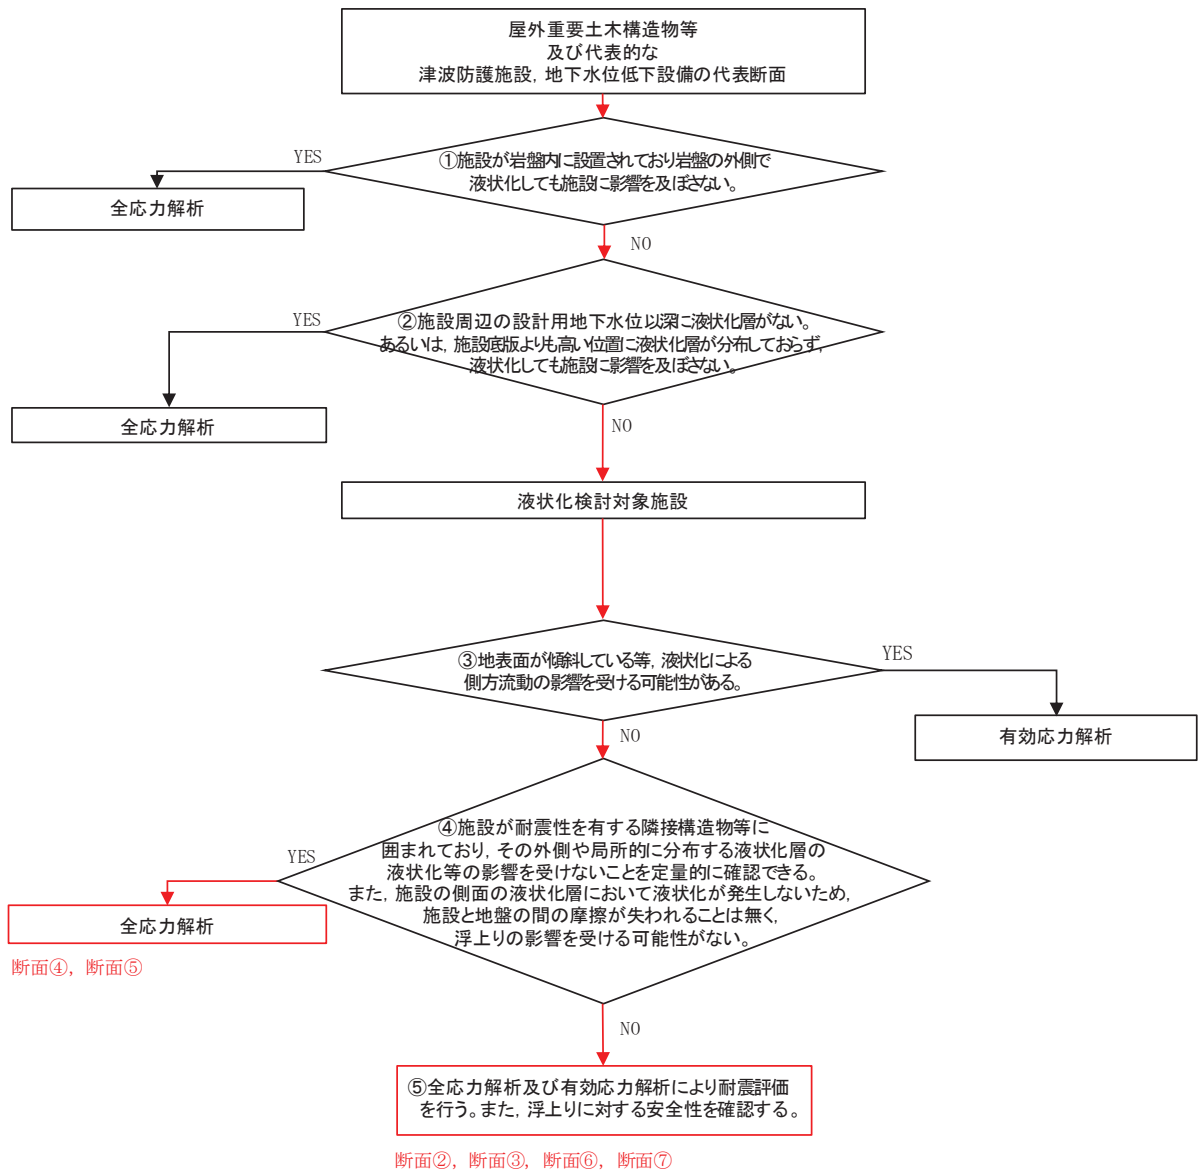 屋外重要土木構造物等
及び代表的な
津波防護施設，地下水位低下設備の代表断面
①施設が岩盤内に設置されており岩盤の外側で
液状化しても施設に影響を及ぼさない。
YES
全応力解析
NO
②施設周辺の設計用地下水位以深に液状化層がない。
あるいは，施設底版よりも高い位置に液状化層が分布しておらず，
液状化しても施設に影響を及ぼさない。
YES
全応力解析
NO
液状化検討対象施設
③地表面が傾斜している等，液状化による
側方流動の影響を受ける可能性がある。
YES
有効応力解析
NO
④施設が耐震性を有する隣接構造物等に
囲まれており，その外側や局所的に分布する液状化層の
液状化等の影響を受けないことを定量的に確認できる。
また，施設の側面の液状化層において液状化が発生しないため，
施設と地盤の間の摩擦が失われることは無く，
浮上りの影響を受ける可能性がない。
YES
全応力解析
断面④，断面⑤
NO
⑤全応力解析及び有効応力解析により耐震評価
を行う。また，浮上りに対する安全性を確認する。
断面②，断面③，断面⑥，断面⑦